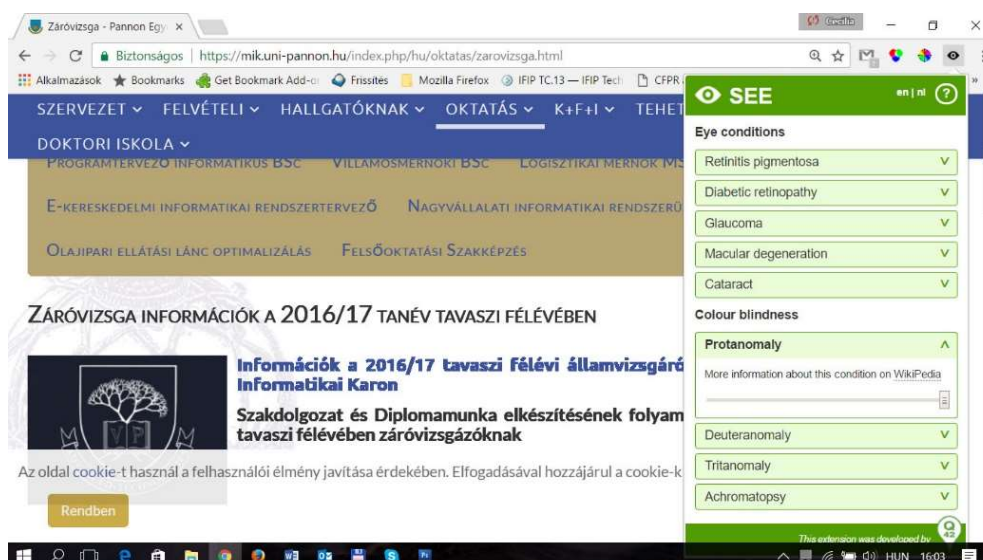 Záróvizsga - Pannon Egy
Cecilia
Biztonságos | https://mik.uni-pannon.hu/index.php/hu/oktatas/zarovizsga.html
Alkalmazások Bookmarks Get Bookmark Add-o Frissítés Mozilla Firefox IFIP TC.13 — IFIP Tech CFPR »
SZERVEZET FELVÉTELI HALLGATÓKNAK OKTATÁS K+F+I TEHET
DOKTORI ISKOLA
PROGRAMTERVEZŐ INFORMATIKUS BSC VILLAMOSMÉRNÖKI BSC LOGISZTIKAI MÉRNÖK MS
E-KERESKEDELMI INFORMATIKAI RENDSZERTERVEZŐ NAGYVÁLLALATI INFORMATIKAI RENDSZERÜ
OLAJIPARI ELLÁTÁSI LÁNC OPTIMALIZÁLÁS FELSŐOKTATÁSI SZAKKÉPZÉS
ZÁRÓVIZSGA INFORMÁCIÓK A 2016/17 TANÉV TAVASZI FÉLÉVÉBEN
Információk a 2016/17 tavaszi félévi államvizsgáró
Informatikai Karon
Szakdolgozat és Diplomamunka elkészítésének folyam
tavaszi félévében záróvizsgázóknak
M VP M
Az oldal cookie-t használ a felhasználói élmény javítása érdekében. Elfogadásával hozzájárul a cookie-k
Rendben
SEE
en | nl ?
Eye conditions
Retinitis pigmentosa
Diabetic retinopathy
Glaucoma
Macular degeneration
Cataract
Colour blindness
Protanomaly
More information about this condition on WikiPedia
Deuteranomaly
Tritanomaly
Achromatopsy
This extension was developed by
Q42
HUN 16:03